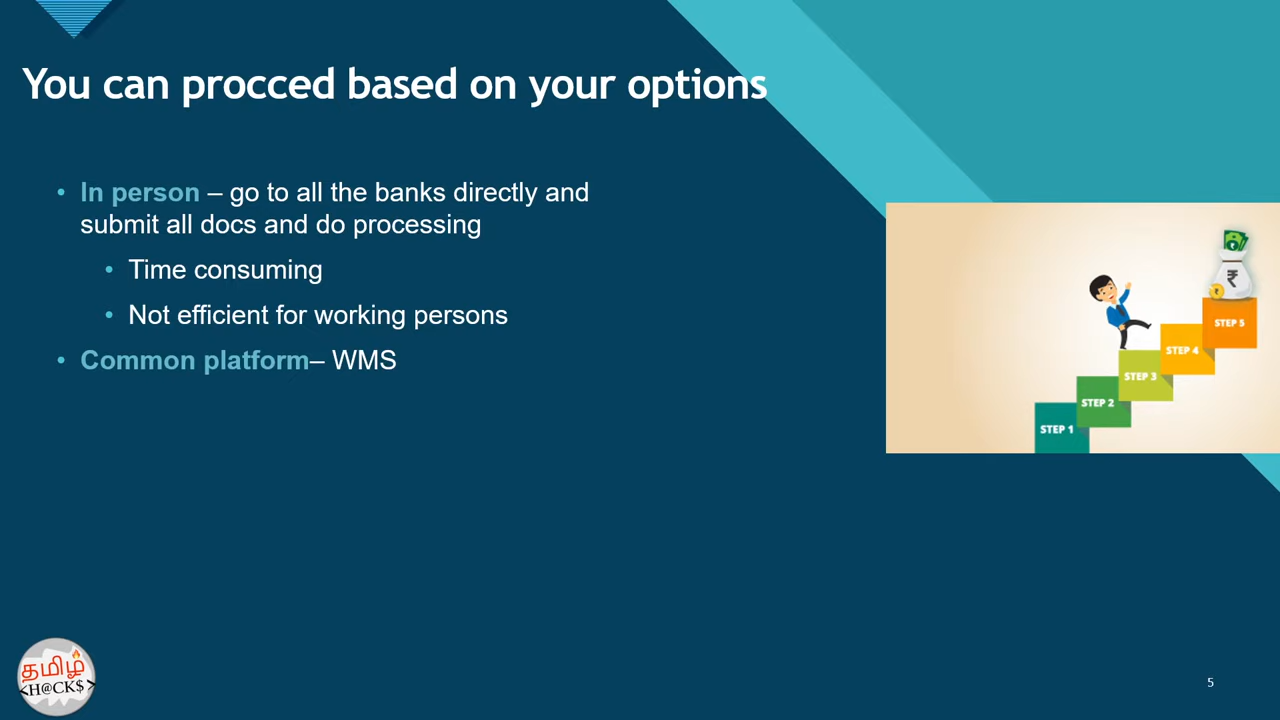 You can procced based on your options
• In person – go to all the banks directly and
submit all docs and do processing
• Time consuming
• Not efficient for working persons
• Common platform– WMS
₹
STEP 5
STEP 4
STEP 3
STEP 2
STEP 1
தமிழ்
<H@CK$>
5